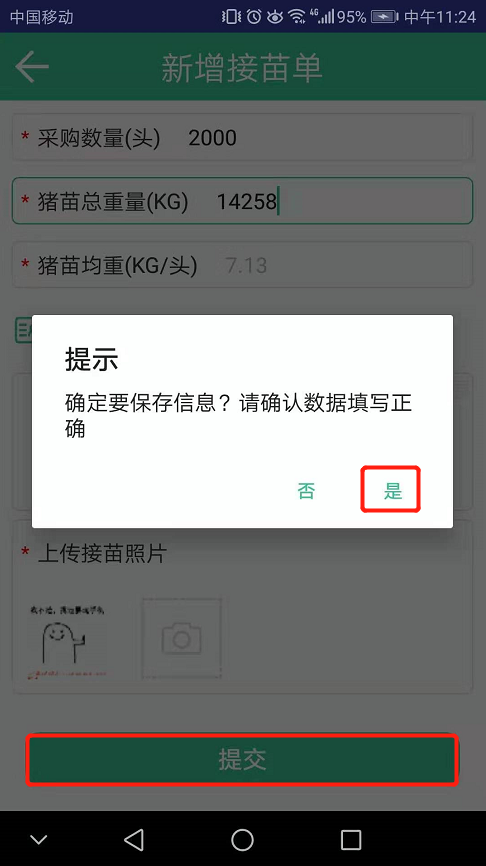 中国移动 4G 95% 中午11:24
新增接苗单
* 采购数量(头) 2000
* 猪苗总重量(KG) 14258
* 猪苗均重(KG/头) 7.13
提示
确定要保存信息？请确认数据填写正
确
否 是
* 上传接苗照片
提交